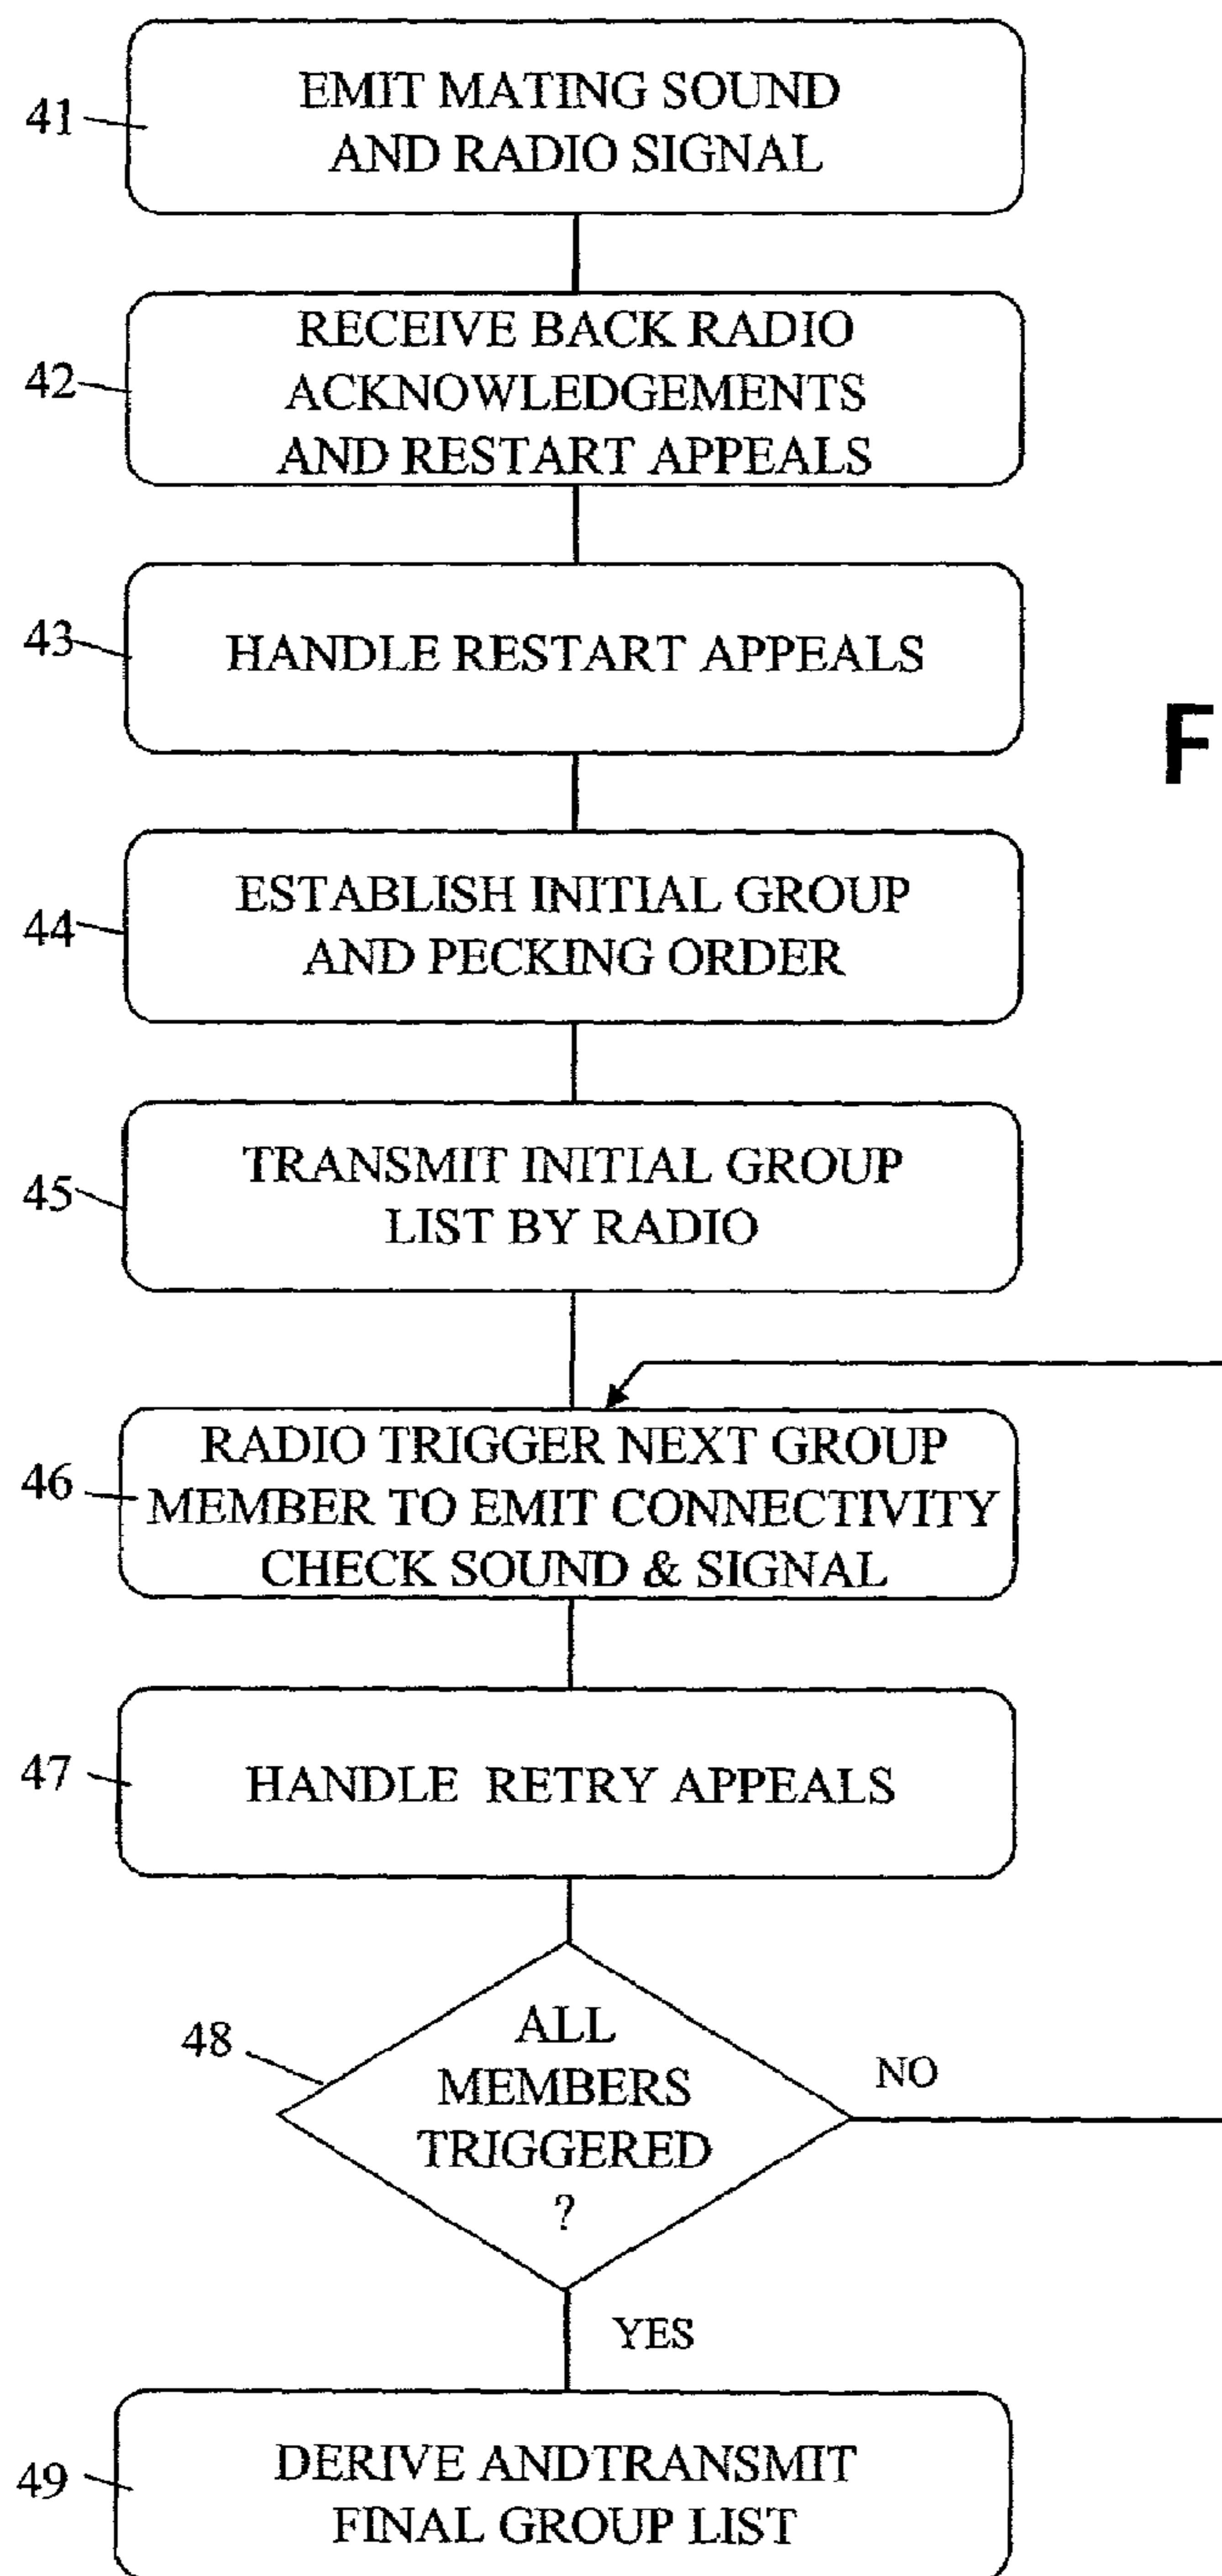 41
EMIT MATING SOUND
AND RADIO SIGNAL
42
RECEIVE BACK RADIO
ACKNOWLEDGEMENTS
AND RESTART APPEALS
43
HANDLE RESTART APPEALS
F
44
ESTABLISH INITIAL GROUP
AND PECKING ORDER
45
TRANSMIT INITIAL GROUP
LIST BY RADIO
46
RADIO TRIGGER NEXT GROUP
MEMBER TO EMIT CONNECTIVITY
CHECK SOUND & SIGNAL
47
HANDLE RETRY APPEALS
48
ALL
MEMBERS
TRIGGERED
?
NO
YES
49
DERIVE ANDTRANSMIT
FINAL GROUP LIST